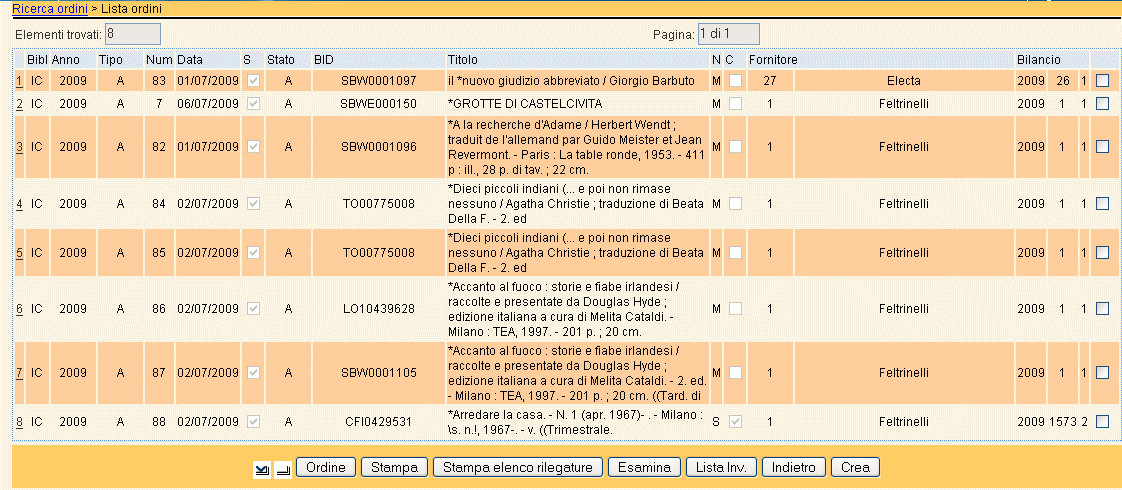 Ricerca ordini > Lista ordini
Elementi trovati: 8 Pagina: 1 di 1
Bibl Anno Tipo Num Data S Stato BID Titolo N C Fornitore Bilancio
1 IC 2009 A 83 01/07/2009 A SBW0001097 il *nuovo giudizio abbreviato / Giorgio Barbuto M 27 Electa 2009 26 1
2 IC 2009 A 7 06/07/2009 A SBWE000150 *GROTTE DI CASTELCIVITA M 1 Feltrinelli 2009 1 1
3 IC 2009 A 82 01/07/2009 A SBW0001096 *A la recherche d'Adame / Herbert Wendt ;
traduit de l'allemand par Guido Meister et Jean
Revermont. - Paris : La table ronde, 1953. - 411
p : ill., 28 p. di tav. ; 22 cm. M 1 Feltrinelli 2009 1 1
4 IC 2009 A 84 02/07/2009 A TO00775008 *Dieci piccoli indiani (... e poi non rimase
nessuno / Agatha Christie ; traduzione di Beata
Della F. - 2. ed M 1 Feltrinelli 2009 1 1
5 IC 2009 A 85 02/07/2009 A TO00775008 *Dieci piccoli indiani (... e poi non rimase
nessuno / Agatha Christie ; traduzione di Beata
Della F. - 2. ed M 1 Feltrinelli 2009 1 1
6 IC 2009 A 86 02/07/2009 A LO10439628 *Accanto al fuoco : storie e fiabe irlandesi /
raccolte e presentate da Douglas Hyde ;
edizione italiana a cura di Melita Cataldi. -
Milano : TEA, 1997. - 201 p. ; 20 cm. M 1 Feltrinelli 2009 1 1
7 IC 2009 A 87 02/07/2009 A SBW0001105 *Accanto al fuoco : storie e fiabe irlandesi /
raccolte e presentate da Douglas Hyde ;
edizione italiana a cura di Melita Cataldi. - 2. ed.
- Milano : TEA, 1997. - 201 p. ; 20 cm. ((Tard. di M 1 Feltrinelli 2009 1 1
8 IC 2009 A 88 02/07/2009 A CFI0429531 *Arredare la casa. - N. 1 (apr. 1967)- . - Milano :
\s. n.!, 1967-. - v. ((Trimestrale. S 1 Feltrinelli 2009 1573 2
Ordine Stampa Stampa elenco rilegature Esamina Lista Inv. Indietro Crea